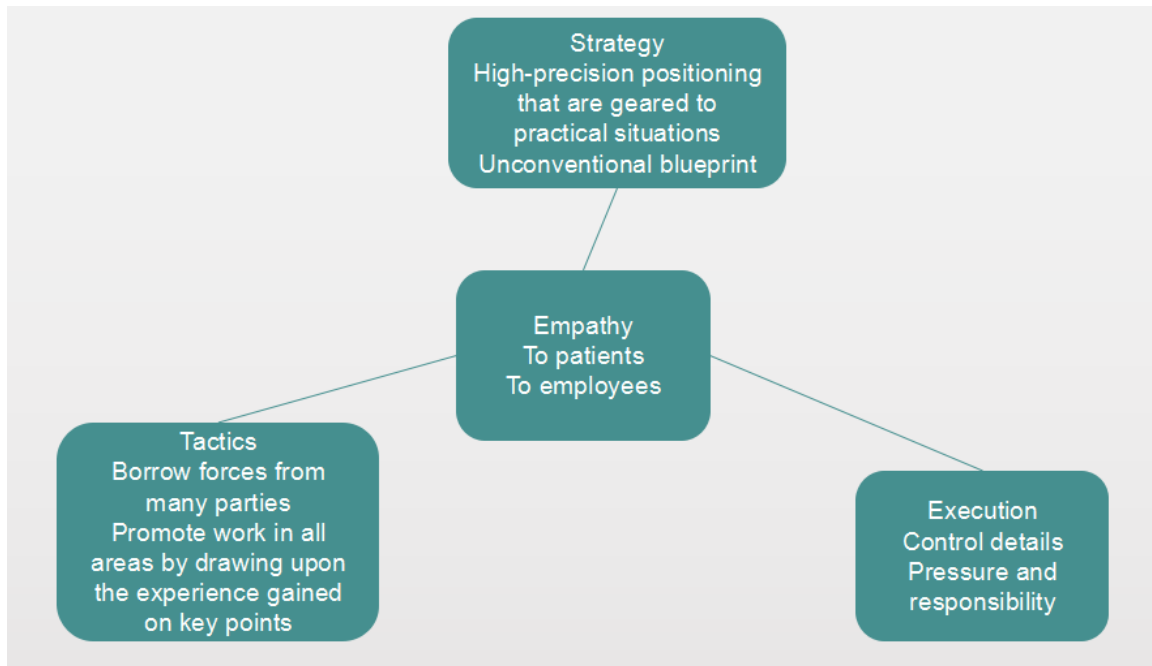 Strategy
High-precision positioning
that are geared to
practical situations
Unconventional blueprint
Empathy
To patients
To employees
Tactics
Borrow forces from
many parties
Promote work in all
areas by drawing upon
the experience gained
on key points
Execution
Control details
Pressure and
responsibility